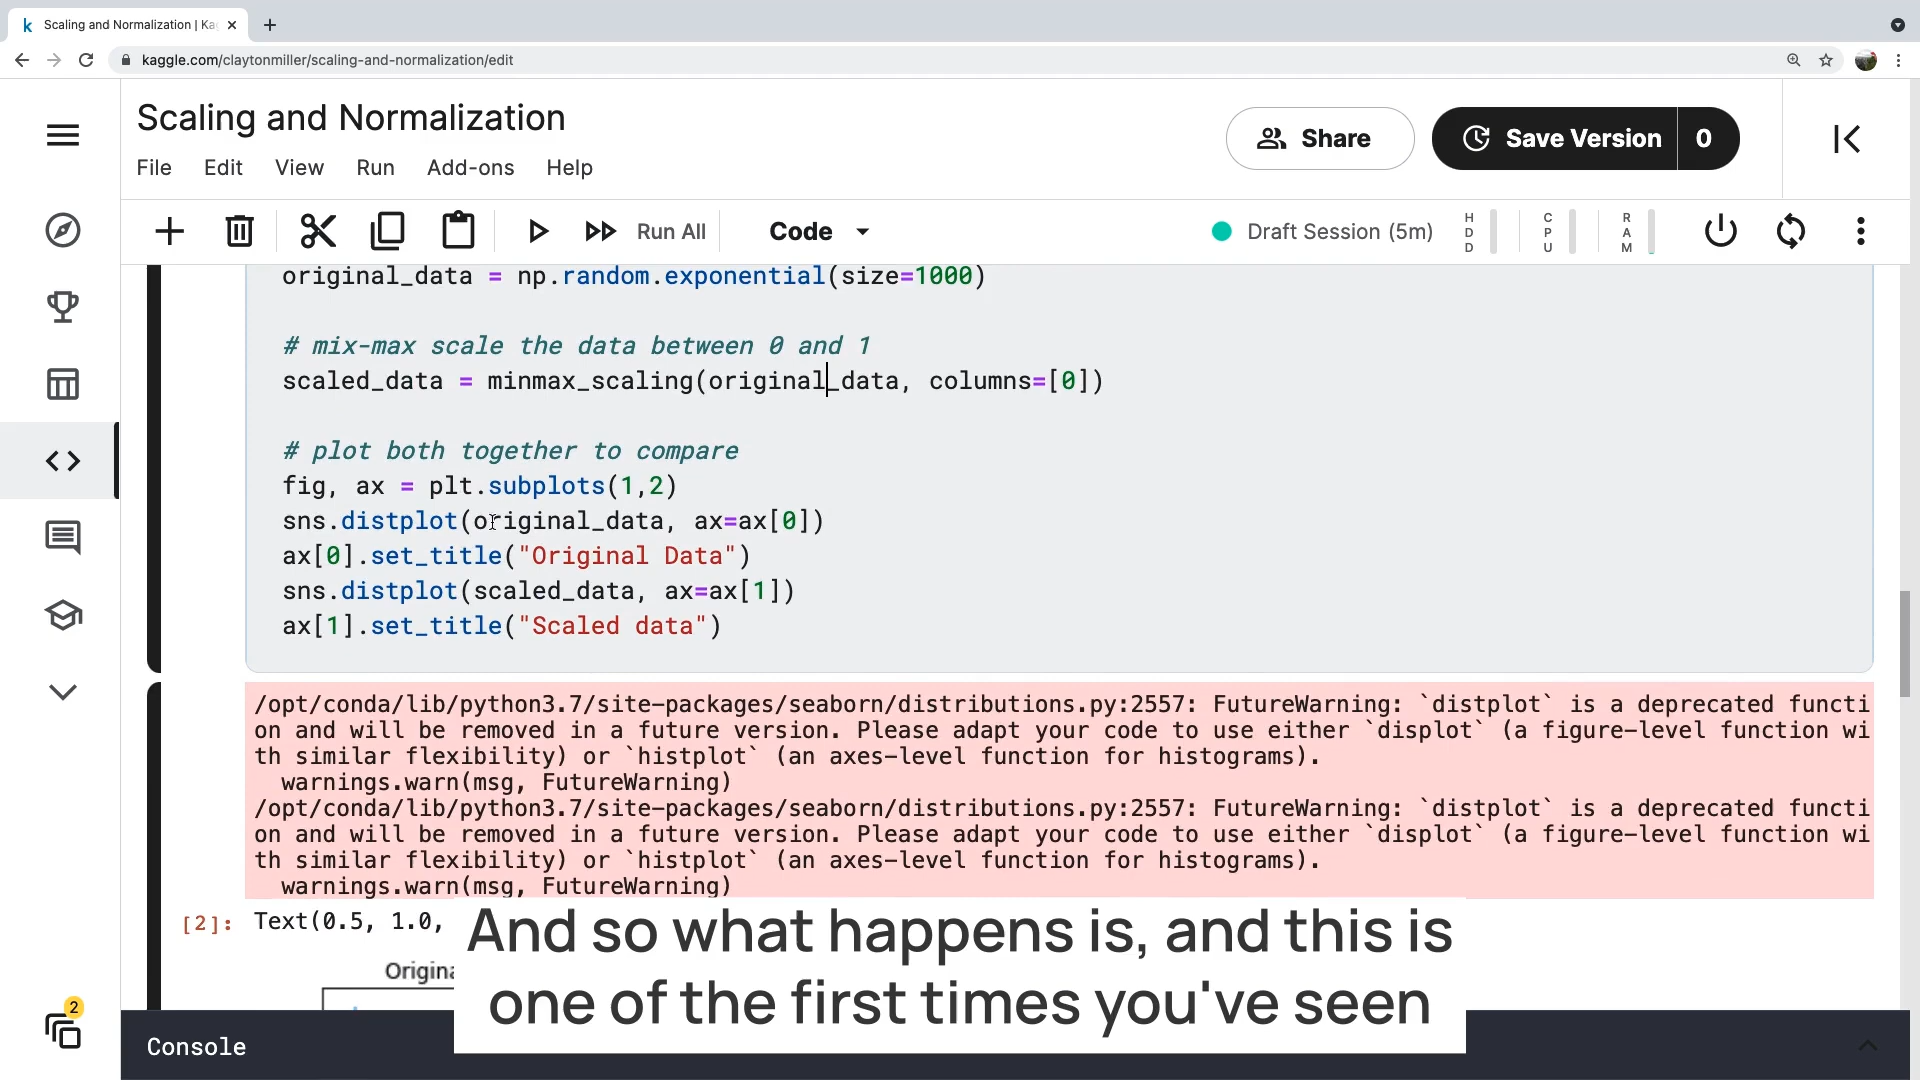 k Scaling and Normalization | Ka
kaggle.com/claytonmiller/scaling-and-normalization/edit
Scaling and Normalization
Share
Save Version 0
File Edit View Run Add-ons Help
Run All
Code
Draft Session (5m)
HDD
CPU
RAM
original_data = np.random.exponential(size=1000)
# mix-max scale the data between 0 and 1
scaled_data = minmax_scaling(original_data, columns=[0])
# plot both together to compare
fig, ax = plt.subplots(1,2)
sns.distplot(original_data, ax=ax[0])
ax[0].set_title("Original Data")
sns.distplot(scaled_data, ax=ax[1])
ax[1].set_title("Scaled data")
/opt/conda/lib/python3.7/site-packages/seaborn/distributions.py:2557: FutureWarning: `distplot` is a deprecated functi
on and will be removed in a future version. Please adapt your code to use either `displot` (a figure-level function wi
th similar flexibility) or `histplot` (an axes-level function for histograms).
warnings.warn(msg, FutureWarning)
/opt/conda/lib/python3.7/site-packages/seaborn/distributions.py:2557: FutureWarning: `distplot` is a deprecated functi
on and will be removed in a future version. Please adapt your code to use either `displot` (a figure-level function wi
th similar flexibility) or `histplot` (an axes-level function for histograms).
warnings.warn(msg, FutureWarning)
[2]: Text(0.5, 1.0,
Origina
And so what happens is, and this is
one of the first times you've seen
2
Console